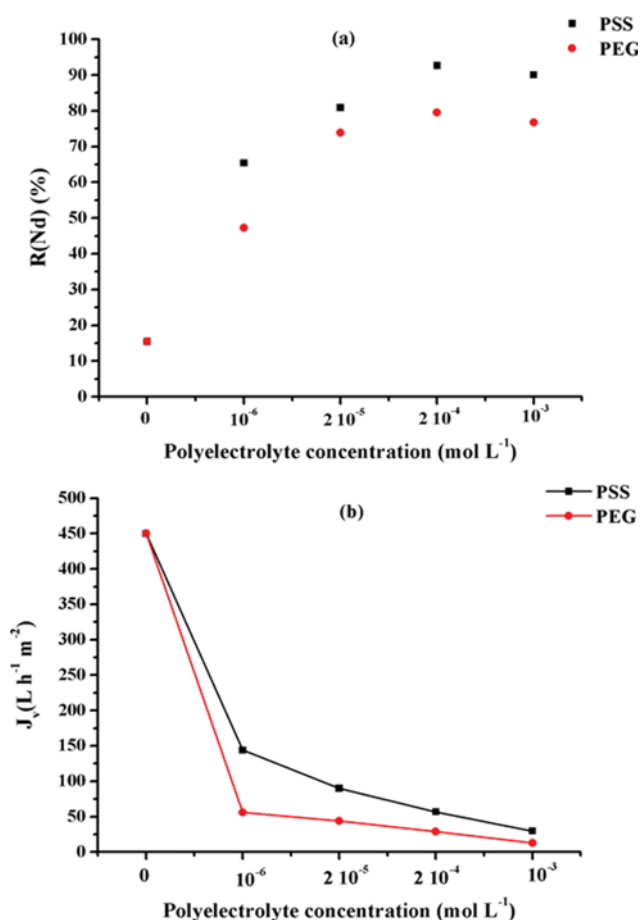 (a)
PSS
PEG
R(Nd) (%)
100
90
80
70
60
50
40
30
20
10
0
0 10⁻⁶ 2 10⁻⁵ 2 10⁻⁴ 10⁻³
Polyelectrolyte concentration (mol L⁻¹)
(b)
PSS
PEG
Jᵥ(L h⁻¹ m⁻²)
500
450
400
350
300
250
200
150
100
50
0
0 10⁻⁶ 2 10⁻⁵ 2 10⁻⁴ 10⁻³
Polyelectrolyte concentration (mol L⁻¹)